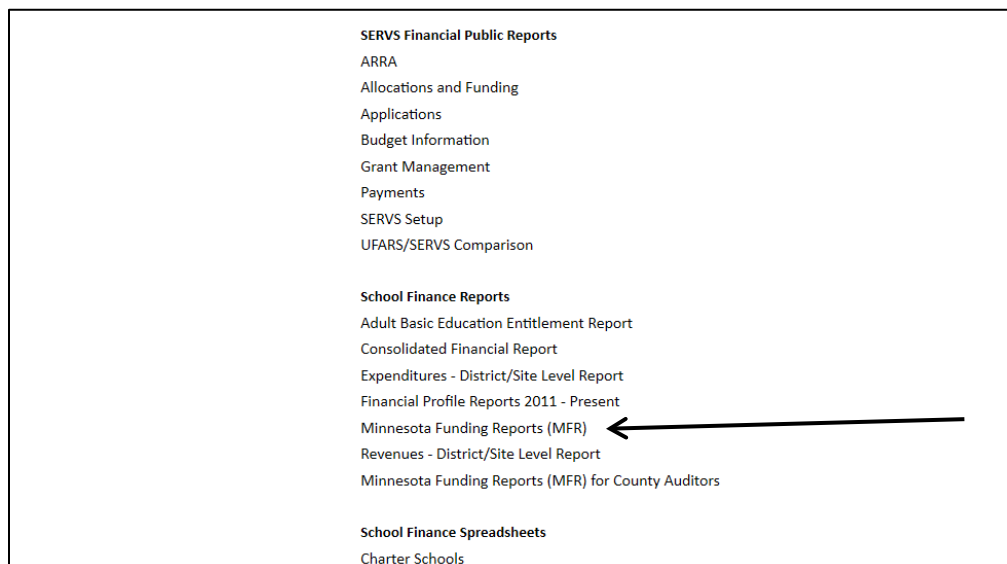 SERVS Financial Public Reports
ARRA
Allocations and Funding
Applications
Budget Information
Grant Management
Payments
SERVS Setup
UFARS/SERVS Comparison
School Finance Reports
Adult Basic Education Entitlement Report
Consolidated Financial Report
Expenditures - District/Site Level Report
Financial Profile Reports 2011 - Present
Minnesota Funding Reports (MFR)
Revenues - District/Site Level Report
Minnesota Funding Reports (MFR) for County Auditors
School Finance Spreadsheets
Charter Schools